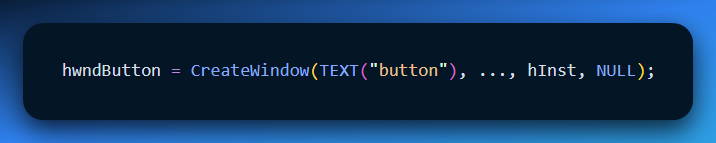 hwndButton = CreateWindow(TEXT("button"), ..., hInst, NULL);